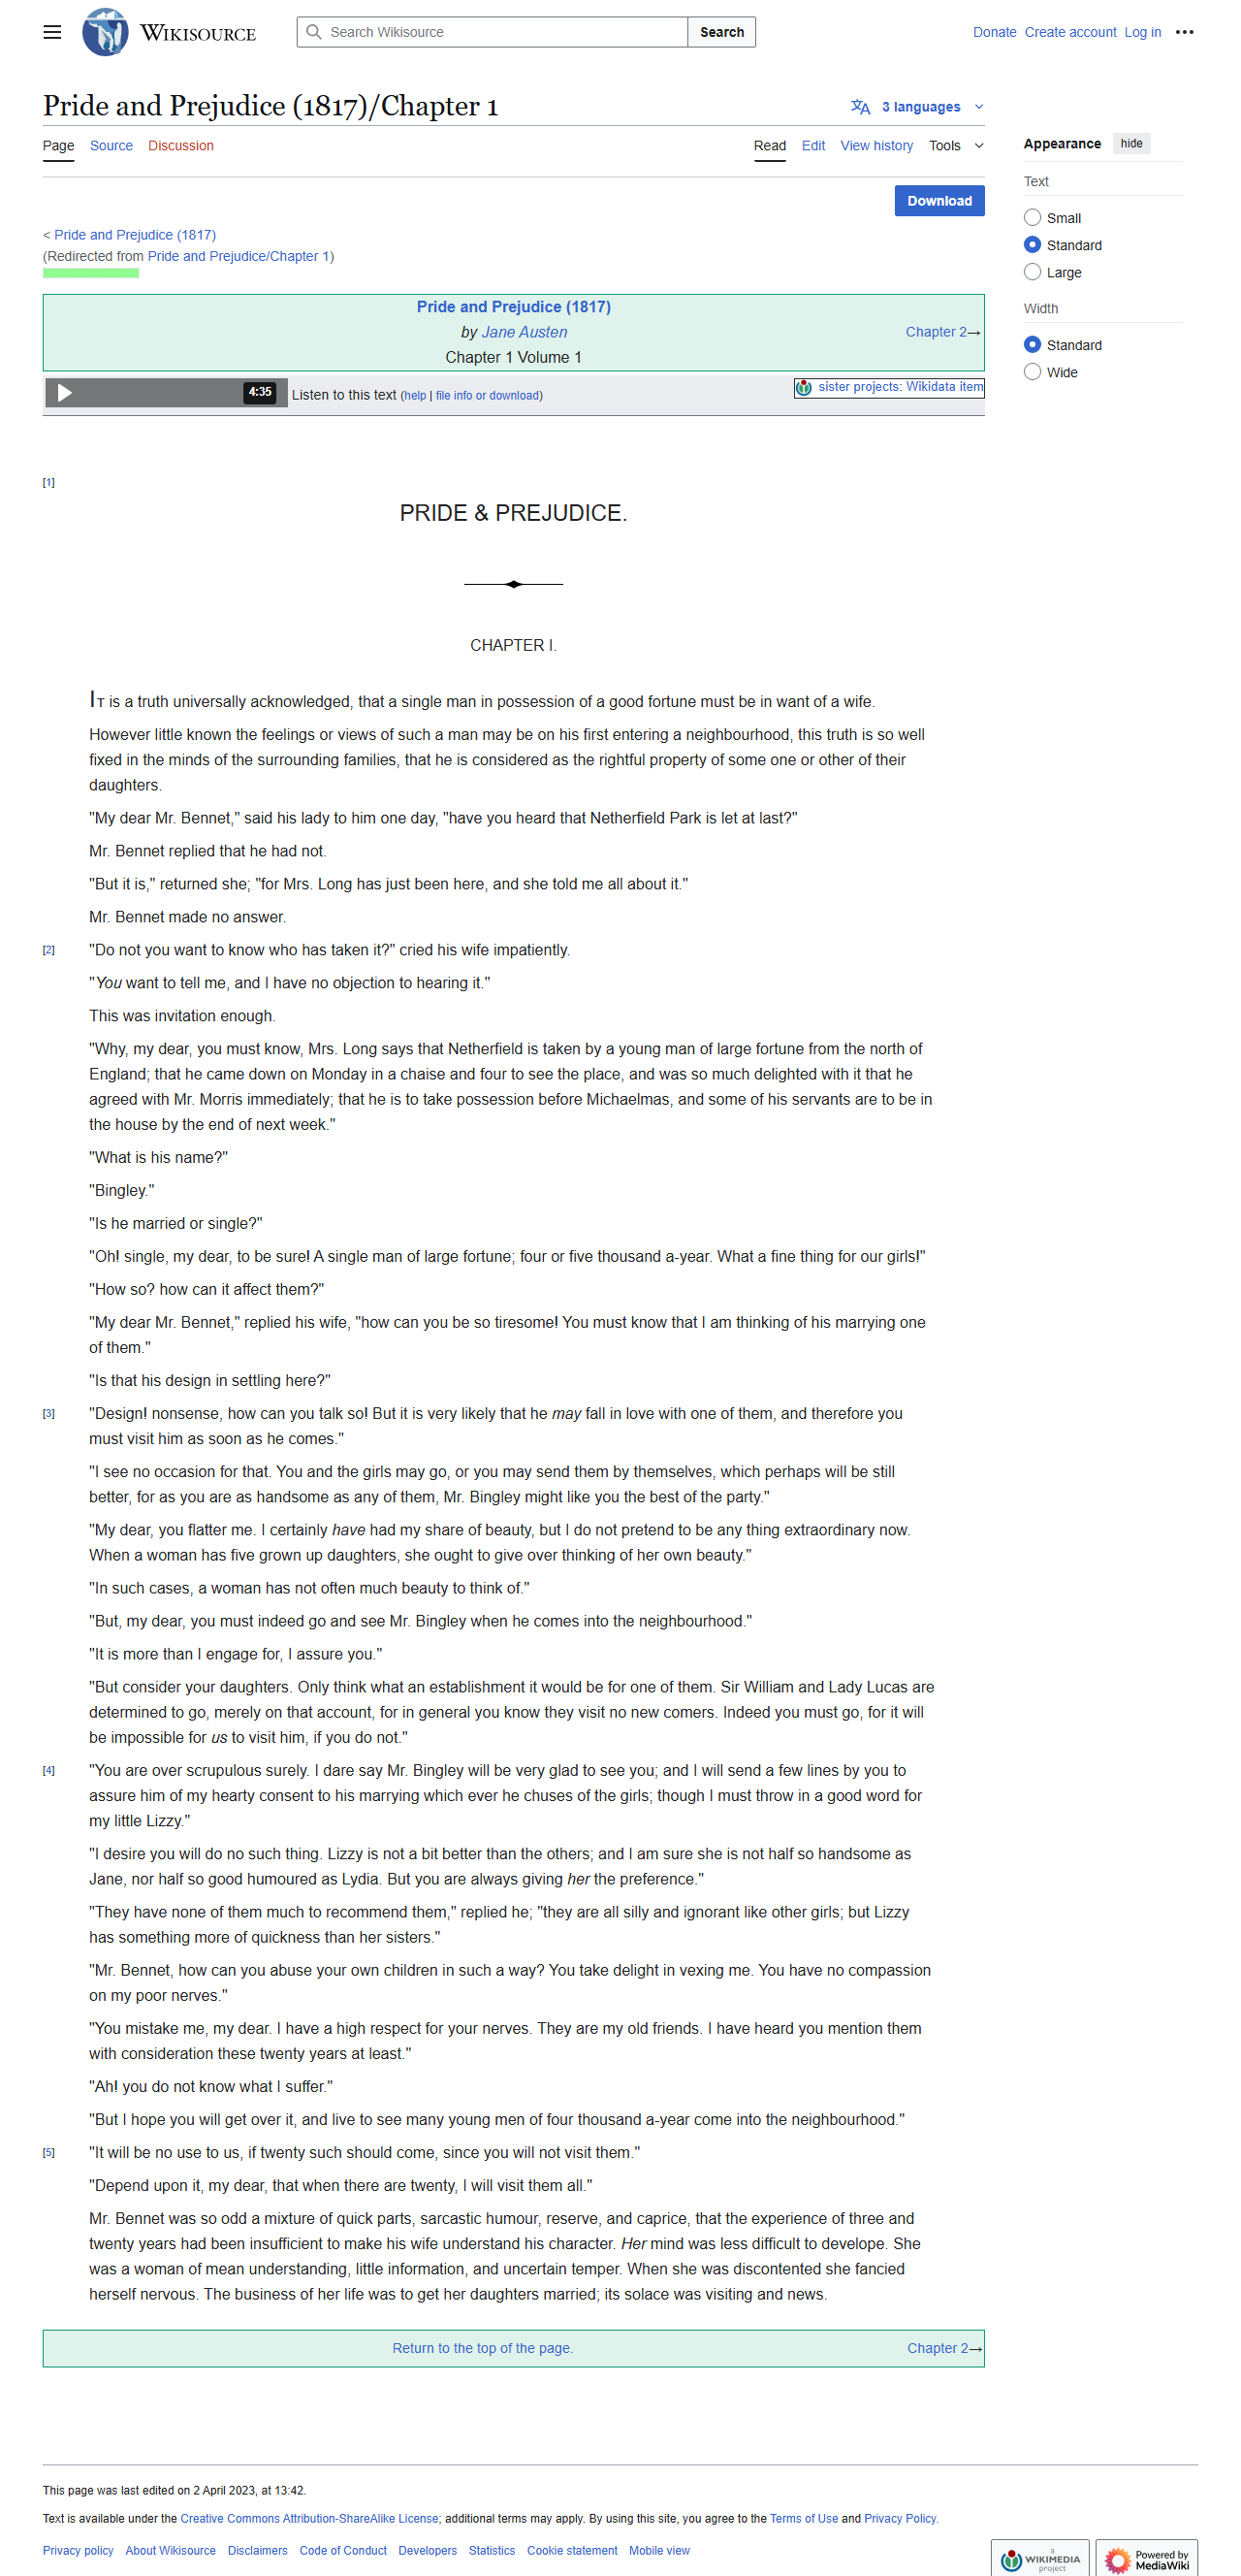 WIKISOURCE
Search Wikisource
Search
Donate Create account Log in
Pride and Prejudice (1817)/Chapter 1
3 languages
Page Source Discussion
Read Edit View history Tools
Appearance hide
Text
Small
Standard
Large
Width
Standard
Wide
Download
< Pride and Prejudice (1817)
(Redirected from Pride and Prejudice/Chapter 1)
Pride and Prejudice (1817)
by Jane Austen
Chapter 2→
Chapter 1 Volume 1
4:35
Listen to this text (help | file info or download)
sister projects: Wikidata item
[1]
PRIDE & PREJUDICE.
CHAPTER I.
IT is a truth universally acknowledged, that a single man in possession of a good fortune must be in want of a wife.
However little known the feelings or views of such a man may be on his first entering a neighbourhood, this truth is so well
fixed in the minds of the surrounding families, that he is considered as the rightful property of some one or other of their
daughters.
"My dear Mr. Bennet," said his lady to him one day, "have you heard that Netherfield Park is let at last?"
Mr. Bennet replied that he had not.
"But it is," returned she; "for Mrs. Long has just been here, and she told me all about it."
Mr. Bennet made no answer.
[2] "Do not you want to know who has taken it?" cried his wife impatiently.
"You want to tell me, and I have no objection to hearing it."
This was invitation enough.
"Why, my dear, you must know, Mrs. Long says that Netherfield is taken by a young man of large fortune from the north of
England; that he came down on Monday in a chaise and four to see the place, and was so much delighted with it that he
agreed with Mr. Morris immediately; that he is to take possession before Michaelmas, and some of his servants are to be in
the house by the end of next week."
"What is his name?"
"Bingley."
"Is he married or single?"
"Oh! single, my dear, to be sure! A single man of large fortune; four or five thousand a-year. What a fine thing for our girls!"
"How so? how can it affect them?"
"My dear Mr. Bennet," replied his wife, "how can you be so tiresome! You must know that I am thinking of his marrying one
of them."
"Is that his design in settling here?"
[3] "Design! nonsense, how can you talk so! But it is very likely that he may fall in love with one of them, and therefore you
must visit him as soon as he comes."
"I see no occasion for that. You and the girls may go, or you may send them by themselves, which perhaps will be still
better, for as you are as handsome as any of them, Mr. Bingley might like you the best of the party."
"My dear, you flatter me. I certainly have had my share of beauty, but I do not pretend to be any thing extraordinary now.
When a woman has five grown up daughters, she ought to give over thinking of her own beauty."
"In such cases, a woman has not often much beauty to think of."
"But, my dear, you must indeed go and see Mr. Bingley when he comes into the neighbourhood."
"It is more than I engage for, I assure you."
"But consider your daughters. Only think what an establishment it would be for one of them. Sir William and Lady Lucas are
determined to go, merely on that account, for in general you know they visit no new comers. Indeed you must go, for it will
be impossible for us to visit him, if you do not."
[4] "You are over scrupulous surely. I dare say Mr. Bingley will be very glad to see you; and I will send a few lines by you to
assure him of my hearty consent to his marrying which ever he chuses of the girls; though I must throw in a good word for
my little Lizzy."
"I desire you will do no such thing. Lizzy is not a bit better than the others; and I am sure she is not half so handsome as
Jane, nor half so good humoured as Lydia. But you are always giving her the preference."
"They have none of them much to recommend them," replied he; "they are all silly and ignorant like other girls; but Lizzy
has something more of quickness than her sisters."
"Mr. Bennet, how can you abuse your own children in such a way? You take delight in vexing me. You have no compassion
on my poor nerves."
"You mistake me, my dear. I have a high respect for your nerves. They are my old friends. I have heard you mention them
with consideration these twenty years at least."
"Ah! you do not know what I suffer."
"But I hope you will get over it, and live to see many young men of four thousand a-year come into the neighbourhood."
[5] "It will be no use to us, if twenty such should come, since you will not visit them."
"Depend upon it, my dear, that when there are twenty, I will visit them all."
Mr. Bennet was so odd a mixture of quick parts, sarcastic humour, reserve, and caprice, that the experience of three and
twenty years had been insufficient to make his wife understand his character. Her mind was less difficult to develope. She
was a woman of mean understanding, little information, and uncertain temper. When she was discontented she fancied
herself nervous. The business of her life was to get her daughters married; its solace was visiting and news.
Return to the top of the page.
Chapter 2→
This page was last edited on 2 April 2023, at 13:42.
Text is available under the Creative Commons Attribution-ShareAlike License; additional terms may apply. By using this site, you agree to the Terms of Use and Privacy Policy.
Privacy policy About Wikisource Disclaimers Code of Conduct Developers Statistics Cookie statement Mobile view
a
WIKIMEDIA
project
Powered by
MediaWiki